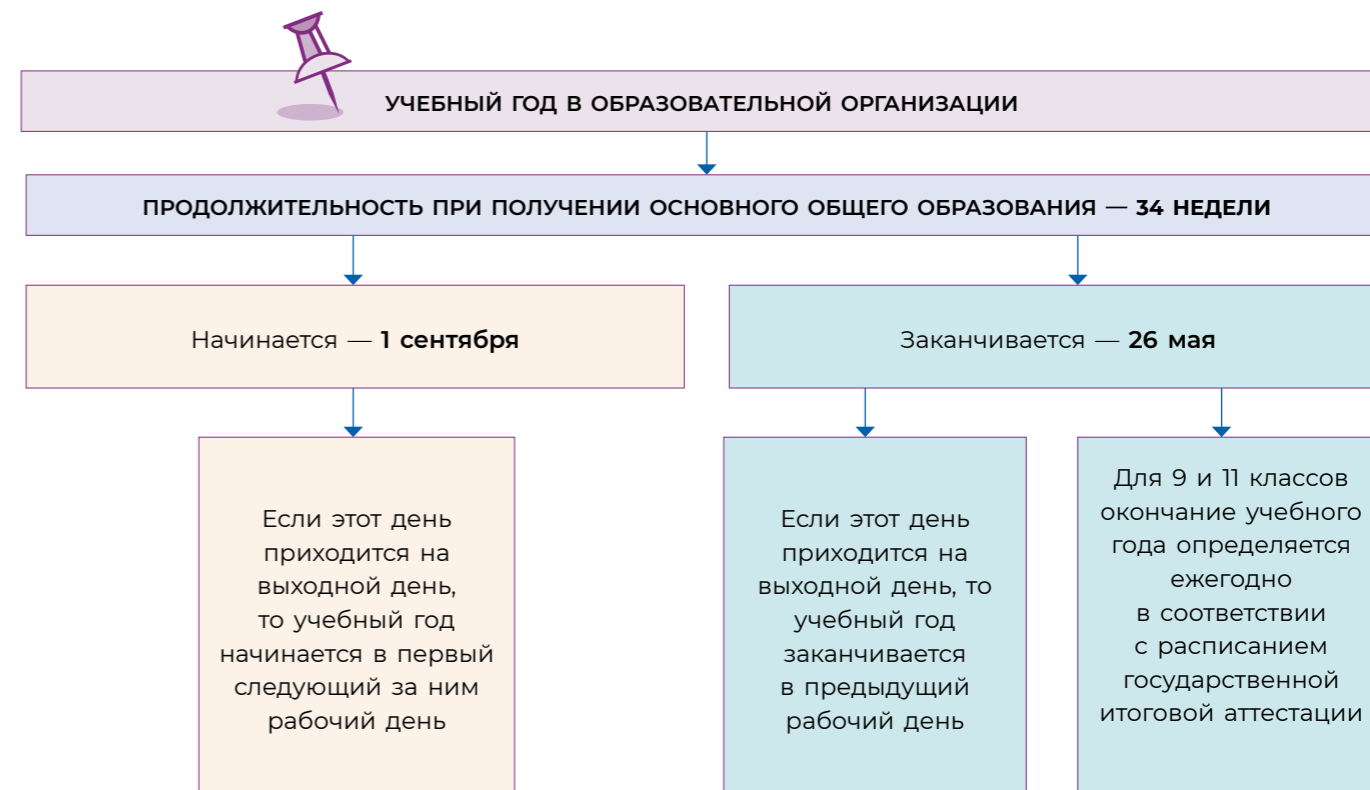 УЧЕБНЫЙ ГОД В ОБРАЗОВАТЕЛЬНОЙ ОРГАНИЗАЦИИ
ПРОДОЛЖИТЕЛЬНОСТЬ ПРИ ПОЛУЧЕНИИ ОСНОВНОГО ОБЩЕГО ОБРАЗОВАНИЯ — 34 НЕДЕЛИ
Начинается — 1 сентября
Заканчивается — 26 мая
Если этот день
приходится на
выходной день,
то учебный год
начинается в первый
следующий за ним
рабочий день
Если этот день
приходится на
выходной день, то
учебный год
заканчивается
в предыдущий
рабочий день
Для 9 и 11 классов
окончание учебного
года определяется
ежегодно
в соответствии
с расписанием
государственной
итоговой аттестации